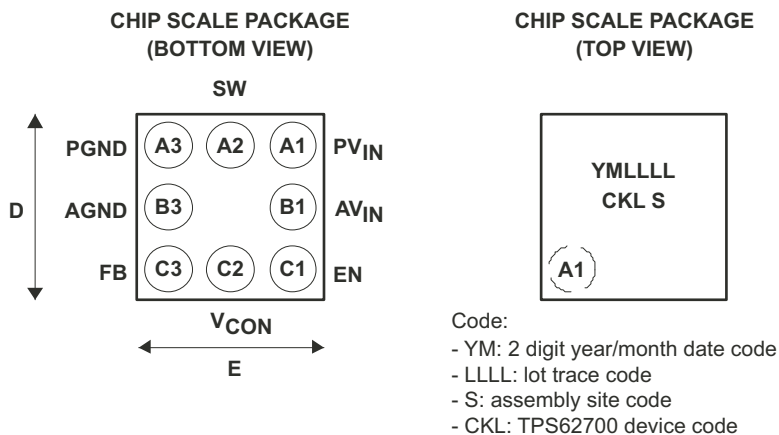 CHIP SCALE PACKAGE
(BOTTOM VIEW)
SW
PGND A3 A2 A1 PVIN
D AGND B3 B1 AVIN
FB C3 C2 C1 EN
VCON
E
CHIP SCALE PACKAGE
(TOP VIEW)
YMLLLL
CKL S
A1
Code:
- YM: 2 digit year/month date code
- LLLL: lot trace code
- S: assembly site code
- CKL: TPS62700 device code